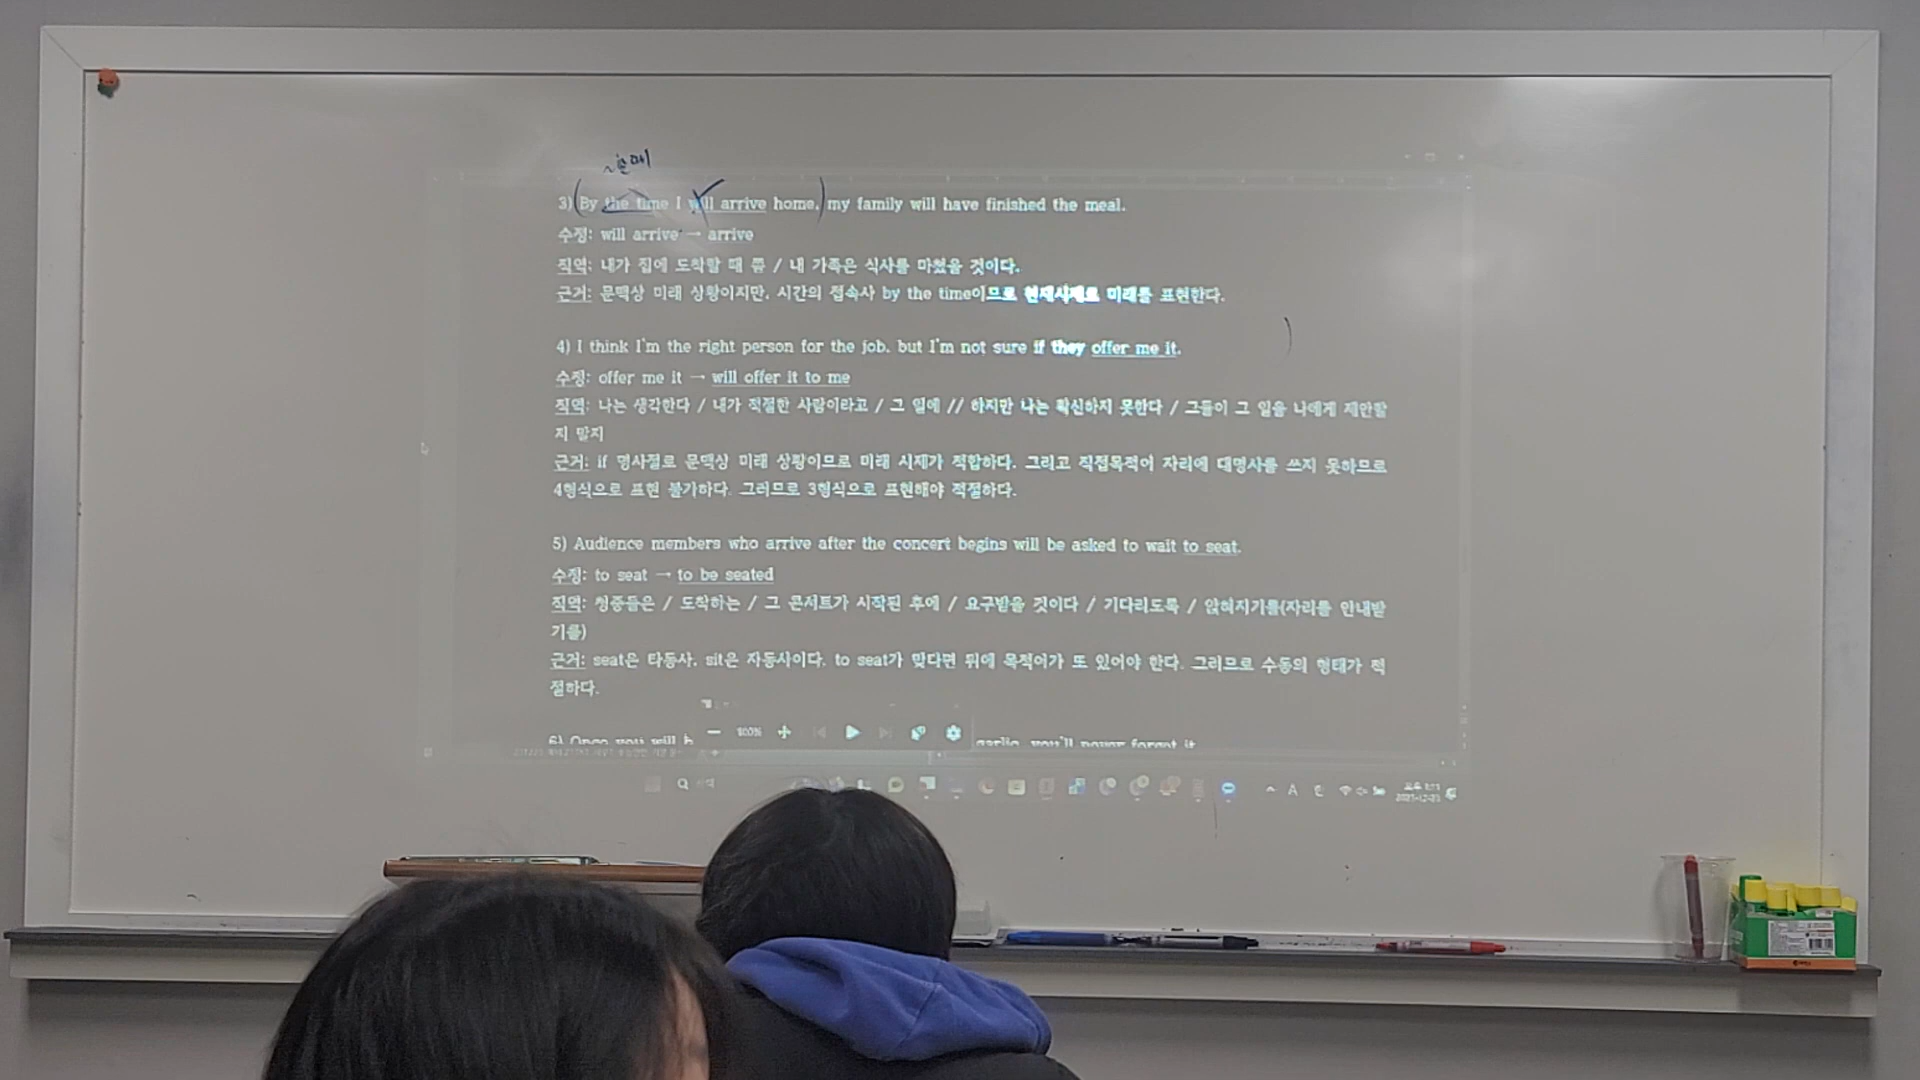 ~할 때
3) (By the time I will arrive home,) my family will have finished the meal.
수정: will arrive → arrive
직역: 내가 집에 도착할 때 쯤 / 내 가족은 식사를 마쳤을 것이다.
근거: 문맥상 미래 상황이지만, 시간의 접속사 by the time이므로 현재시제로 미래를 표현한다.
4) I think I'm the right person for the job, but I'm not sure if they offer me it.
수정: offer me it → will offer it to me
직역: 나는 생각한다 / 내가 적절한 사람이라고 / 그 일에 // 하지만 나는 확신하지 못한다 / 그들이 그 일을 나에게 제안할
지 말지
근거: if 명사절로 문맥상 미래 상황이므로 미래 시제가 적합하다. 그리고 직접목적어 자리에 대명사를 쓰지 못하므로
4형식으로 표현 불가하다. 그러므로 3형식으로 표현해야 적절하다.
5) Audience members who arrive after the concert begins will be asked to wait to seat.
수정: to seat → to be seated
직역: 청중들은 / 도착하는 / 그 콘서트가 시작된 후에 / 요구받을 것이다 / 기다리도록 / 앉혀지기를(자리를 안내받
기를)
근거: seat은 타동사, sit은 자동사이다. to seat가 맞다면 뒤에 목적어가 또 있어야 한다. 그러므로 수동의 형태가 적
절하다.
6) Once you will garlic, you'll never forget it